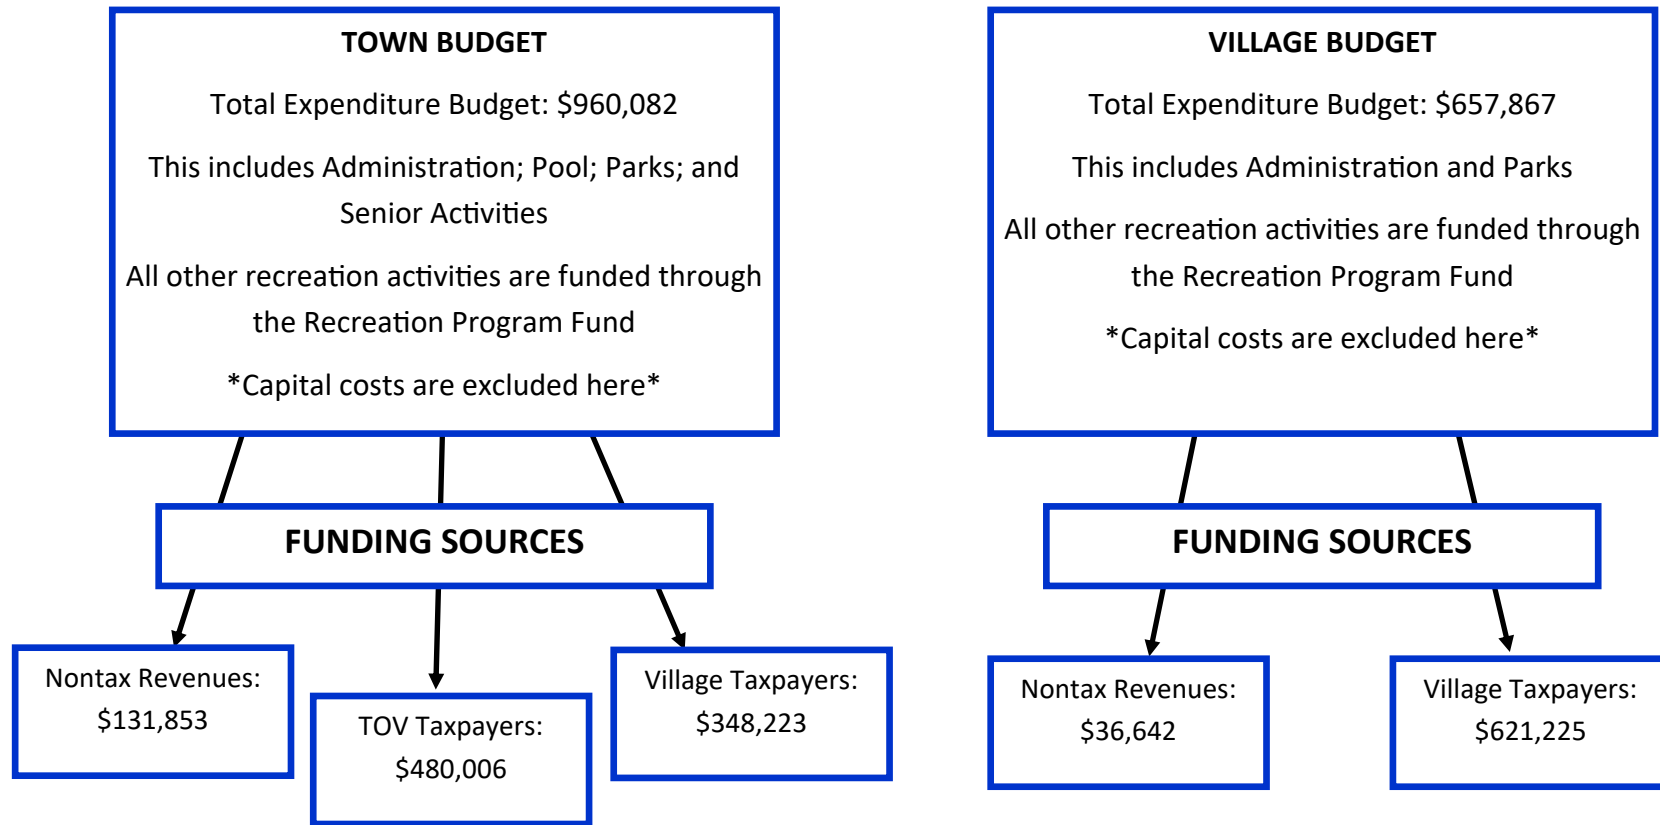 TOWN BUDGET
Total Expenditure Budget: $960,082
This includes Administration; Pool; Parks; and
Senior Activities
All other recreation activities are funded through
the Recreation Program Fund
*Capital costs are excluded here*
FUNDING SOURCES
Nontax Revenues:
$131,853
TOV Taxpayers:
$480,006
Village Taxpayers:
$348,223
VILLAGE BUDGET
Total Expenditure Budget: $657,867
This includes Administration and Parks
All other recreation activities are funded through
the Recreation Program Fund
*Capital costs are excluded here*
FUNDING SOURCES
Nontax Revenues:
$36,642
Village Taxpayers:
$621,225